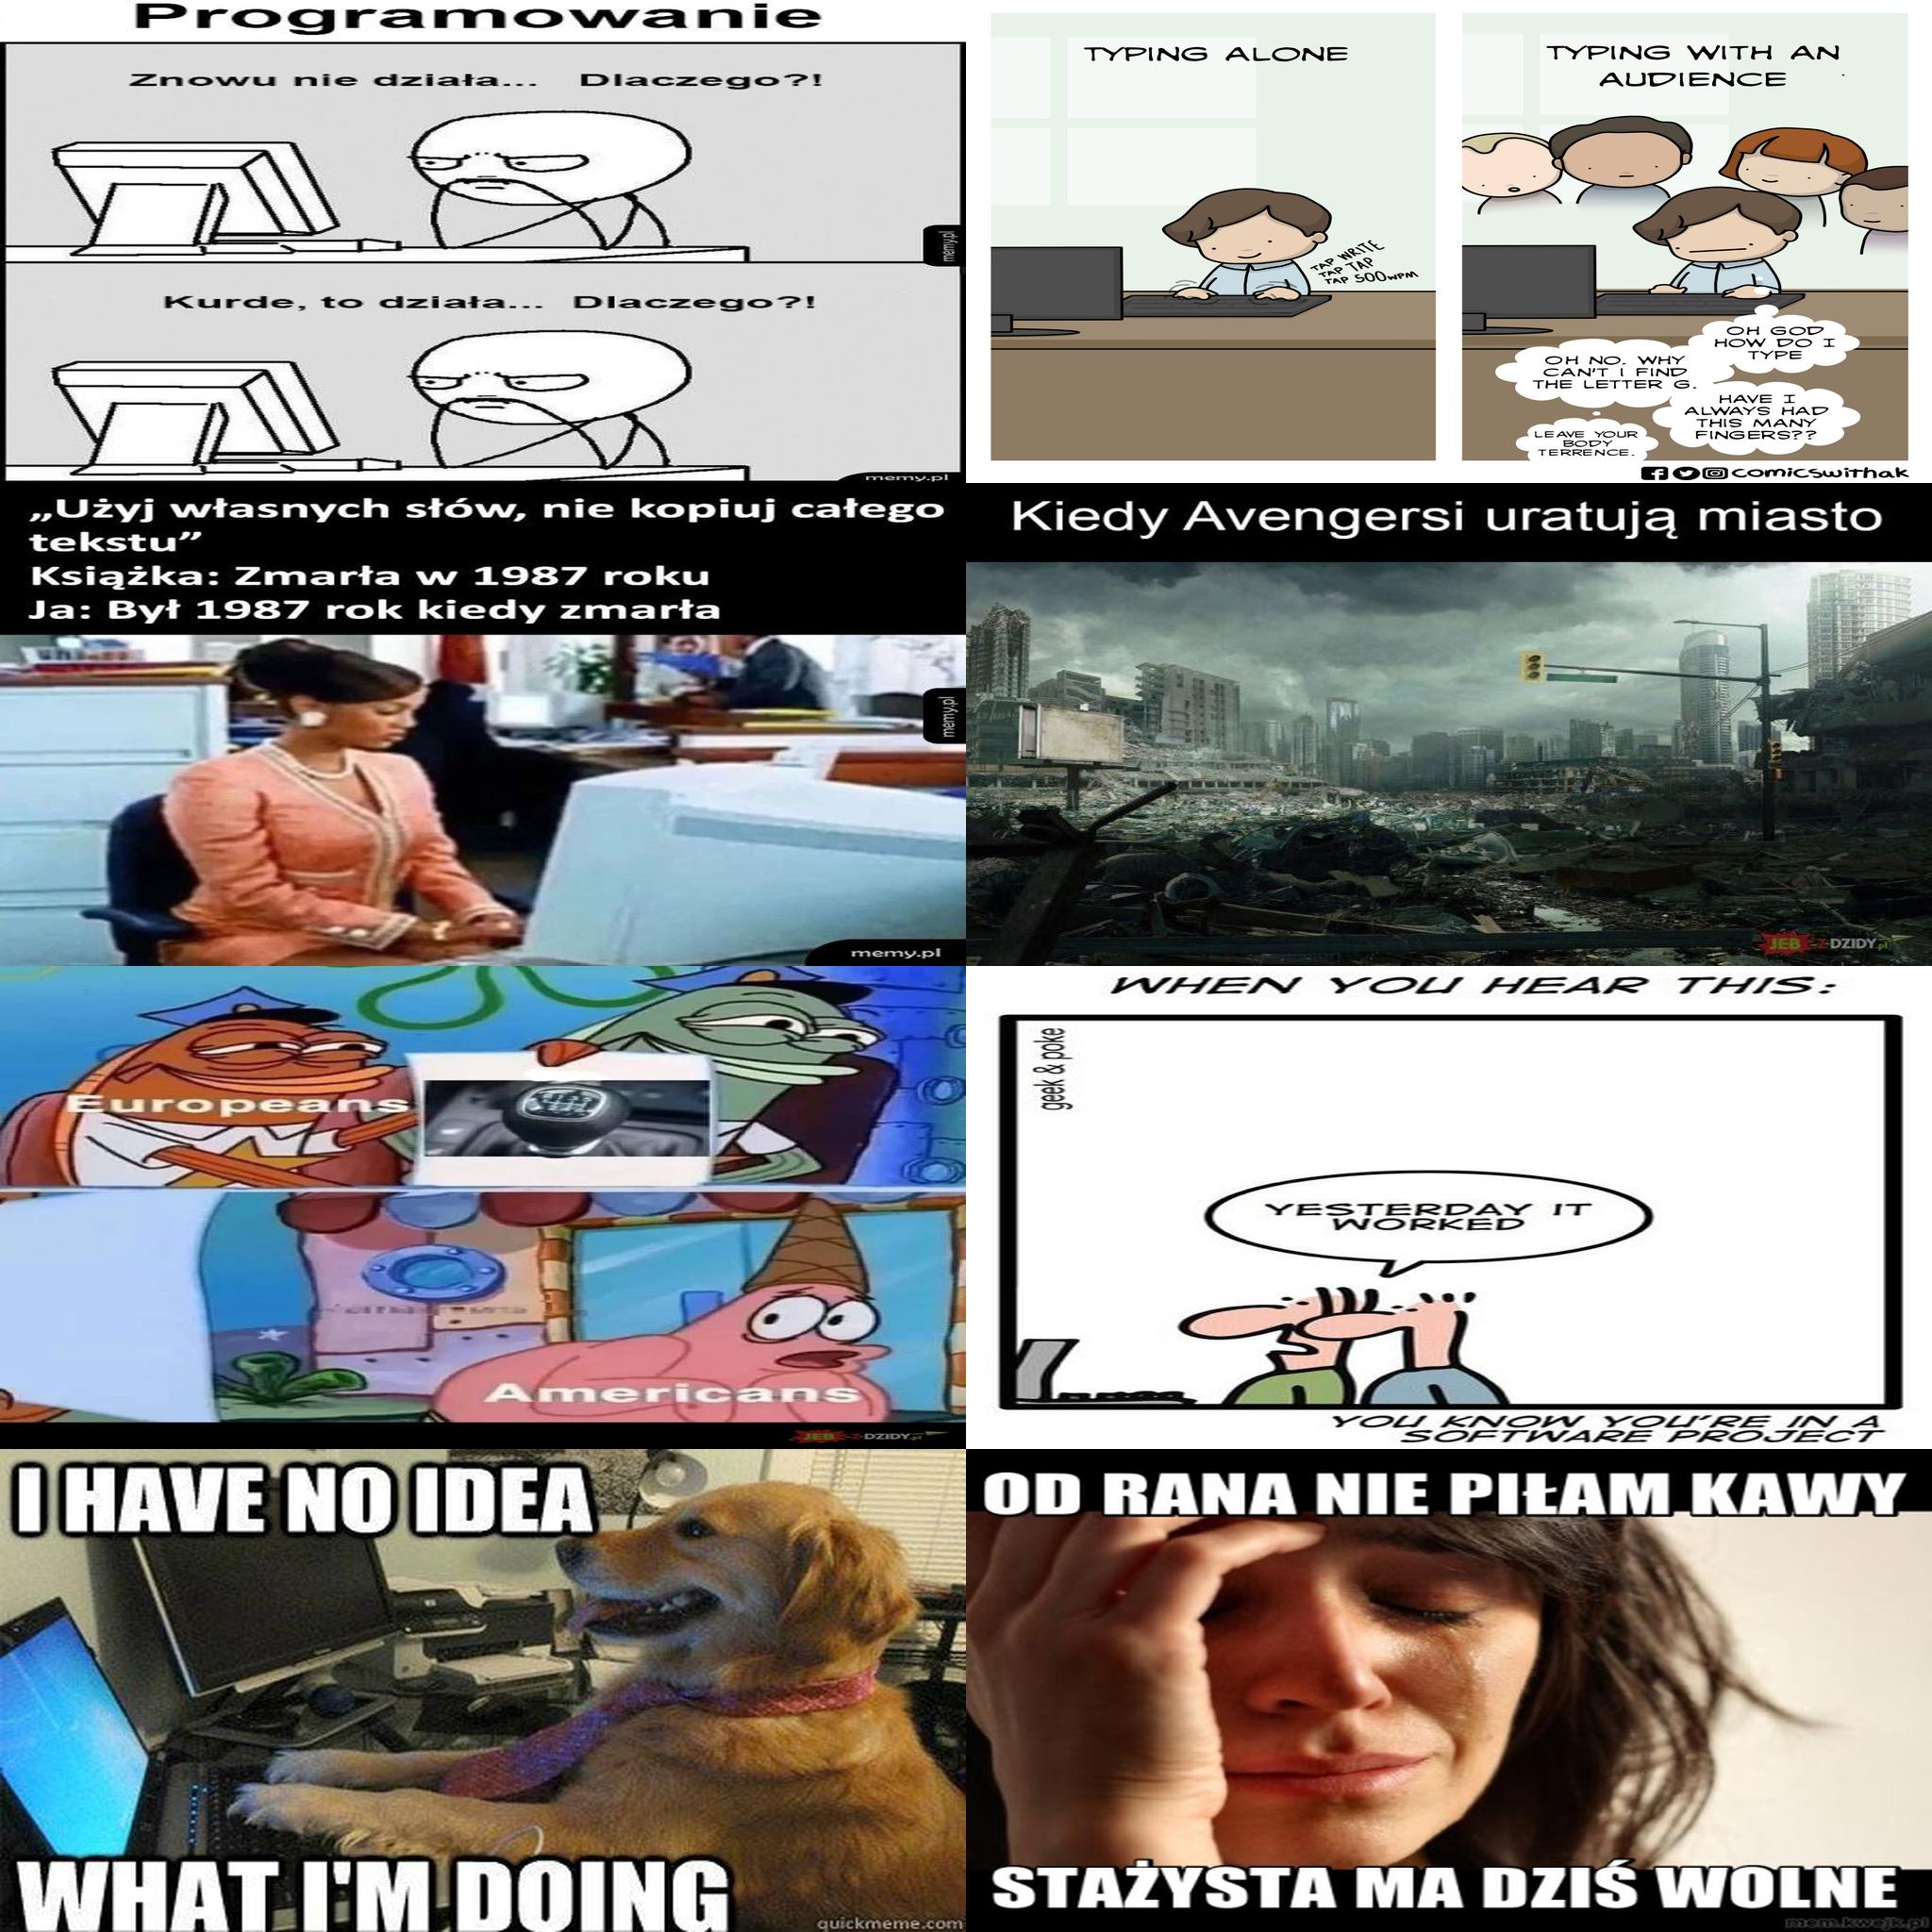 Programowanie
Znowu nie działa... Dlaczego?!
memy.pl
Kurde, to działa... Dlaczego?!
memy.pl
TYPING ALONE
TAP WRITE
TAP TAP
TAP 500WPM
TYPING WITH AN
AUDIENCE
OH GOD
HOW DO I
TYPE
OH NO. WHY
CAN'T I FIND
THE LETTER G.
HAVE I
ALWAYS HAD
THIS MANY
FINGERS??
LEAVE YOUR
BODY
TERRENCE.
comicswithak
„Użyj własnych słów, nie kopiuj całego
tekstu”
Książka: Zmarła w 1987 roku
Ja: Był 1987 rok kiedy zmarła
memy.pl
memy.pl
Kiedy Avengersi uratują miasto
JEB-Z-DZIDY.pl
Europeans
Americans
JEB-Z-DZIDY.pl
WHEN YOU HEAR THIS:
geek & poke
YESTERDAY IT
WORKED
YOU KNOW YOU'RE IN A
SOFTWARE PROJECT
I HAVE NO IDEA
WHAT I'M DOING
quickmeme.com
OD RANA NIE PIŁAM KAWY
STAŻYSTA MA DZIŚ WOLNE
mem.kwejk.pl